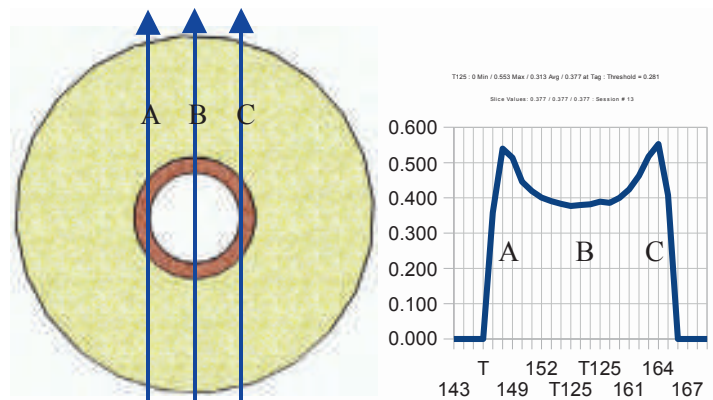 A B C
T125 : 0 Min / 0.553 Max / 0.313 Avg / 0.377 at Tag : Threshold = 0.281
Slice Values: 0.377 / 0.377 / 0.377 : Session # 13
0.600
0.500
0.400
0.300
0.200
0.100
0.000
A B C
T 152 T125 164
143 149 T125 161 167